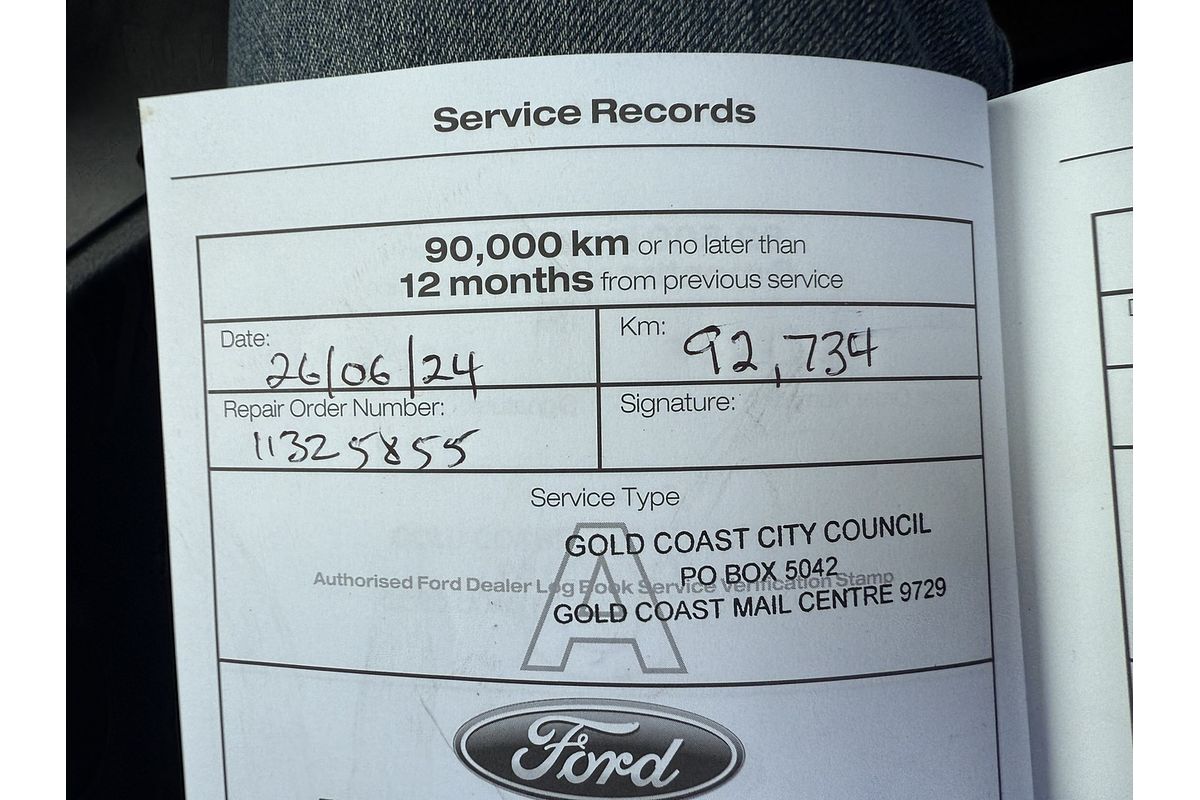 Service Records
90,000 km or no later than
12 months from previous service
Date: 26/06/24
Km: 92,734
Repair Order Number: 11325855
Signature:
Service Type
A
GOLD COAST CITY COUNCIL
PO BOX 5042
Authorised Ford Dealer Log Book Service Verification Stamp
GOLD COAST MAIL CENTRE 9729
Ford